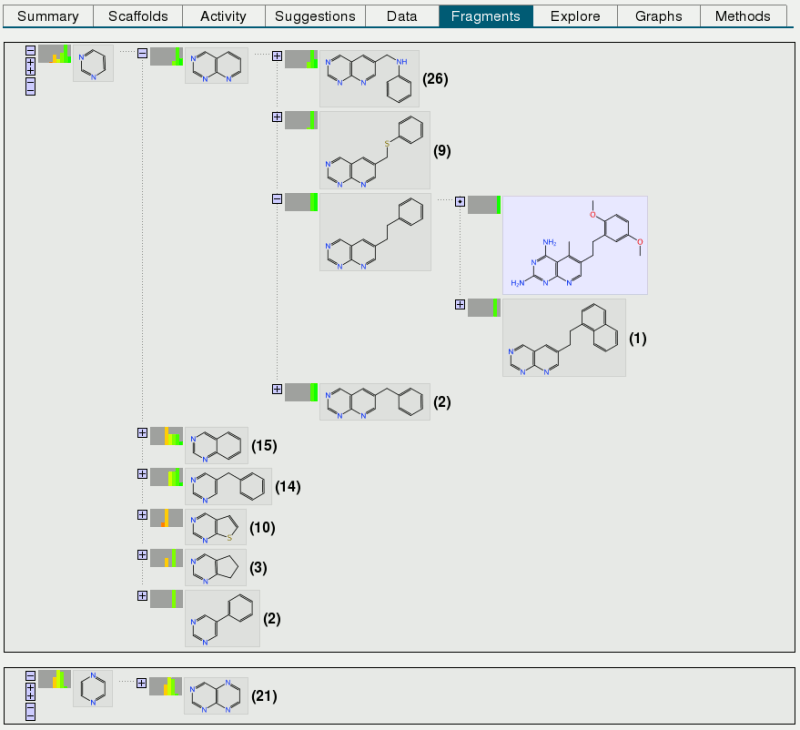 Summary Scaffolds Activity Suggestions Data Fragments Explore Graphs Methods
N N
N N N
NH N N N
(26)
S N N N
(9)
N N N
O NH₂ N H₂N N N O
N N N
(1)
N N N
(2)
N N
(15)
N N
(14)
N N S
(10)
N N
(3)
N N
(2)
N N
N N N N
(21)